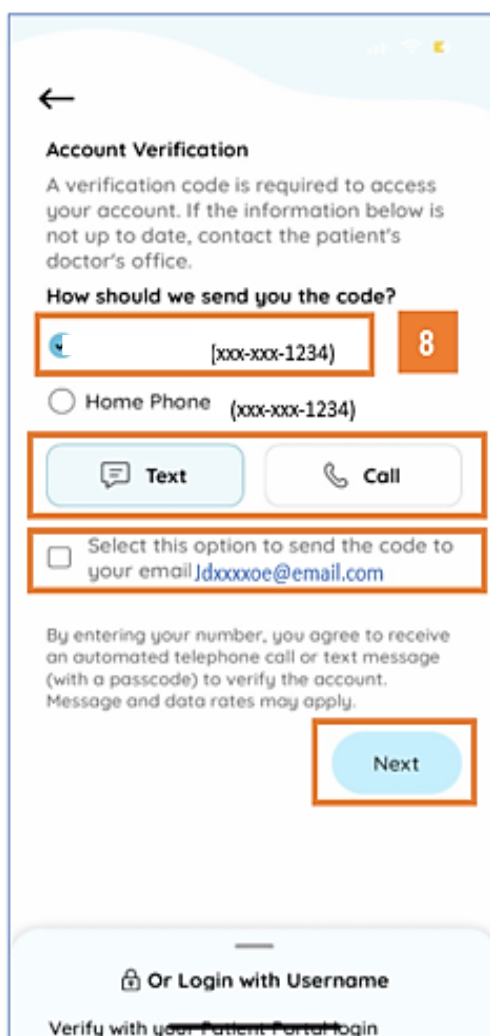 Account Verification
A verification code is required to access
your account. If the information below is
not up to date, contact the patient's
doctor's office.
How should we send you the code?
(xxx-xxx-1234)
8
Home Phone (xxx-xxx-1234)
Text Call
Select this option to send the code to
your email Jdxxxxoe@email.com
By entering your number, you agree to receive
an automated telephone call or text message
(with a passcode) to verify the account.
Message and data rates may apply.
Next
Or Login with Username
Verify with your Patient Portal login